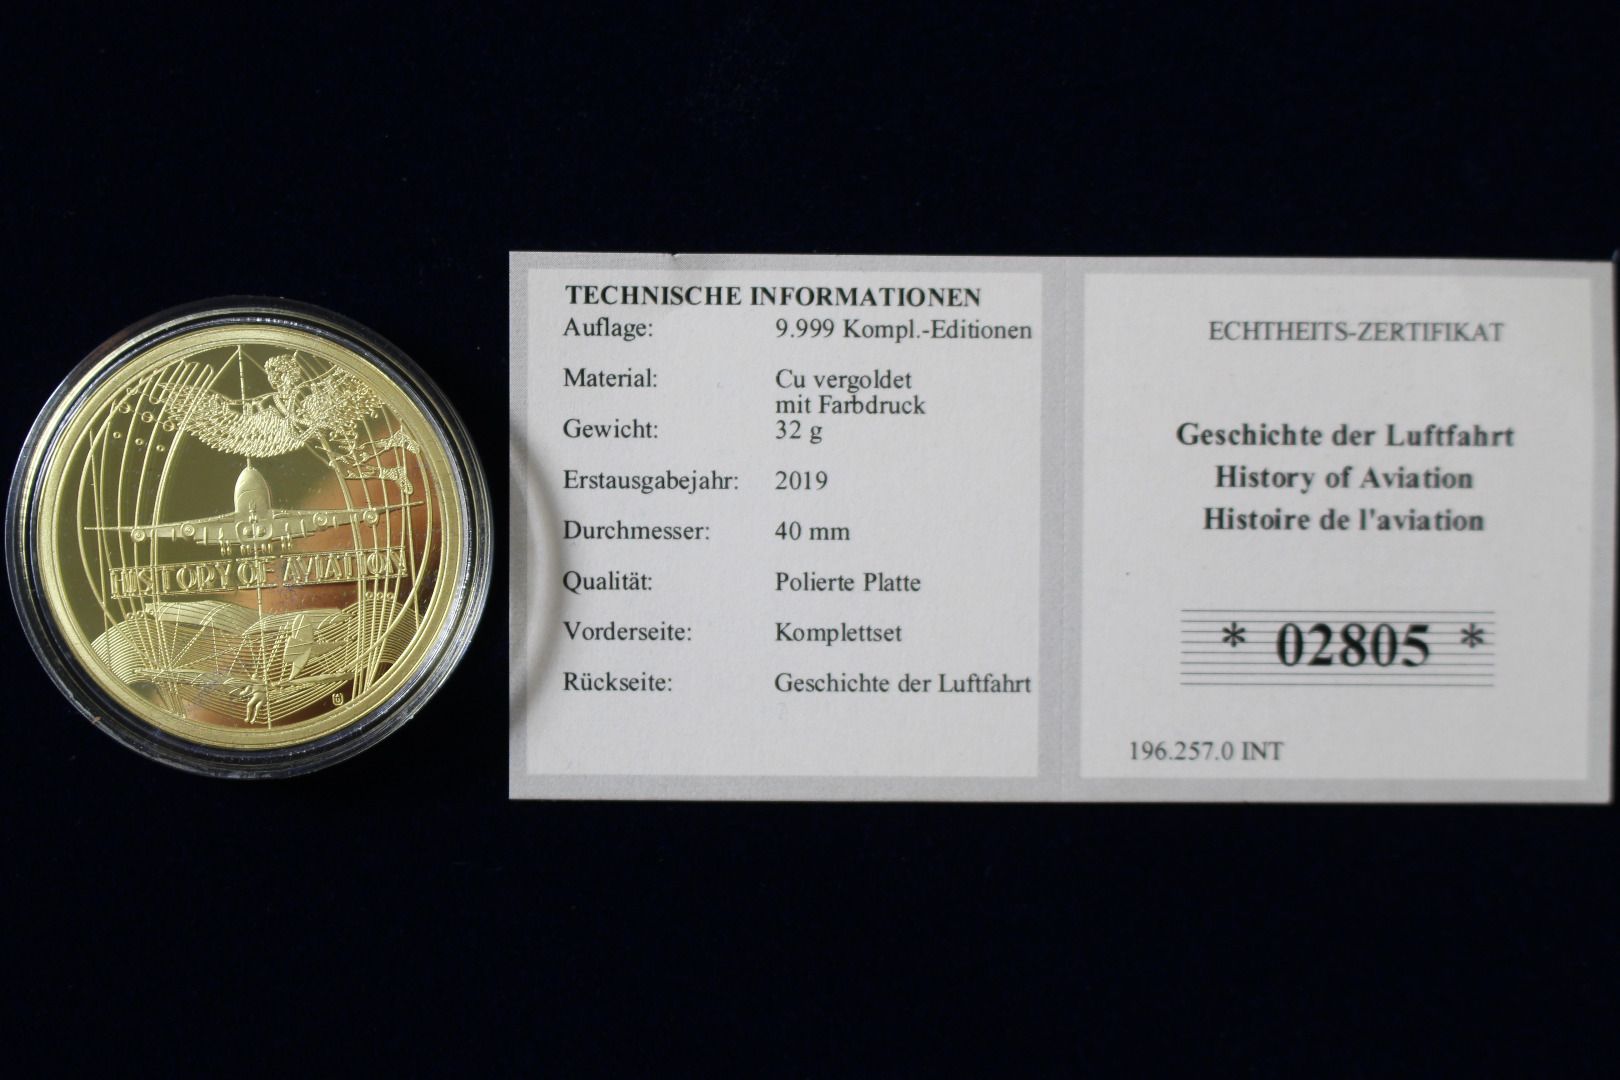 HISTORY OF AVIATION
TECHNISCHE INFORMATIONEN
Auflage: 9.999 Kompl.-Editionen
Material: Cu vergoldet
mit Farbdruck
Gewicht: 32 g
Erstausgabejahr: 2019
Durchmesser: 40 mm
Qualität: Polierte Platte
Vorderseite: Komplettset
Rückseite: Geschichte der Luftfahrt
ECHTHEITS-ZERTIFIKAT
Geschichte der Luftfahrt
History of Aviation
Histoire de l'aviation
* 02805 *
196.257.0 INT